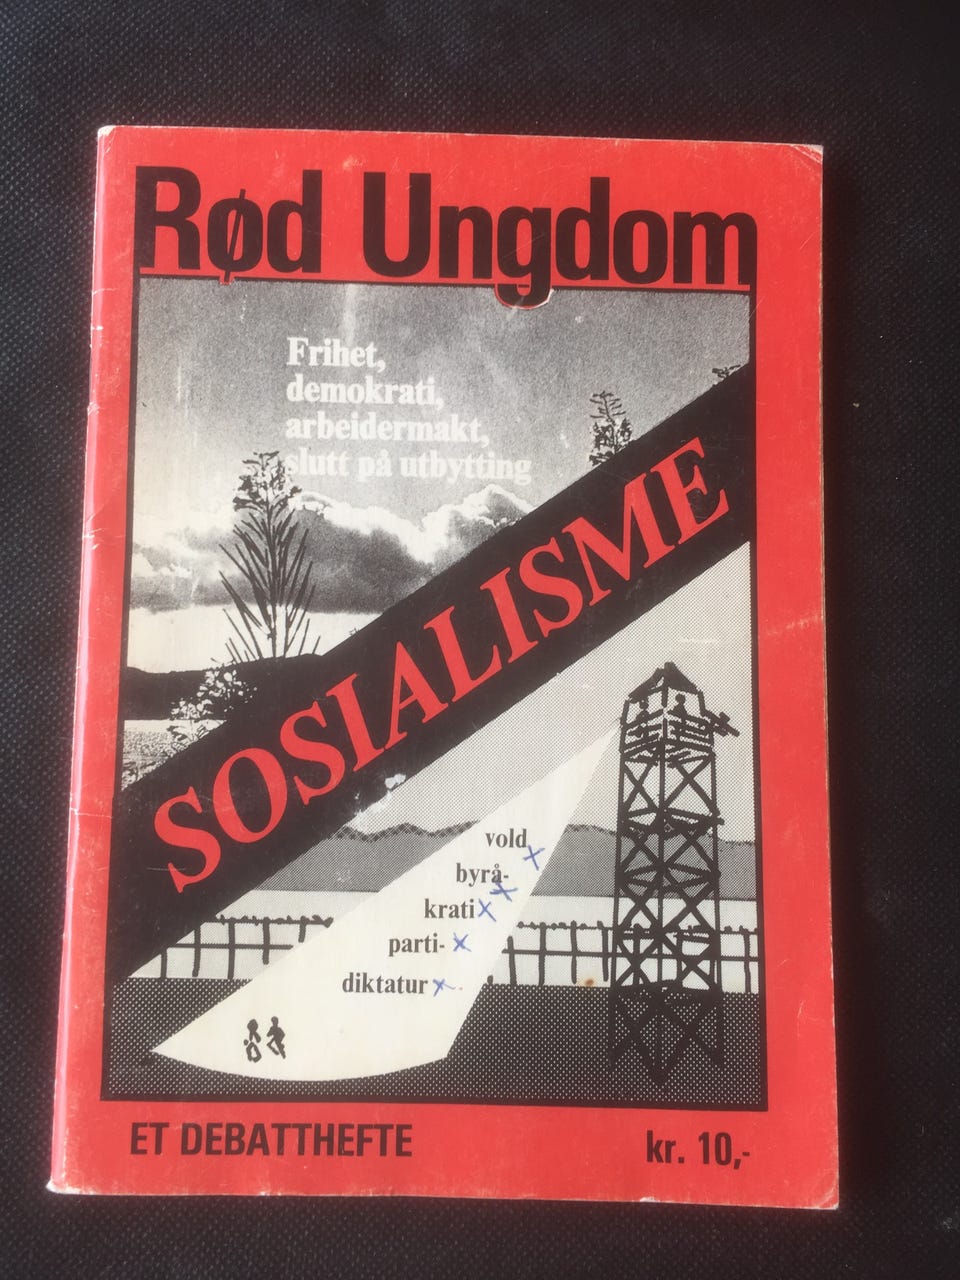 Rød Ungdom
Frihet,
demokrati,
arbeidermakt,
slutt på utbytting
SOSIALISME
vold
byrå-
krati
parti-
diktatur
ET DEBATTHEFTE
kr. 10,-